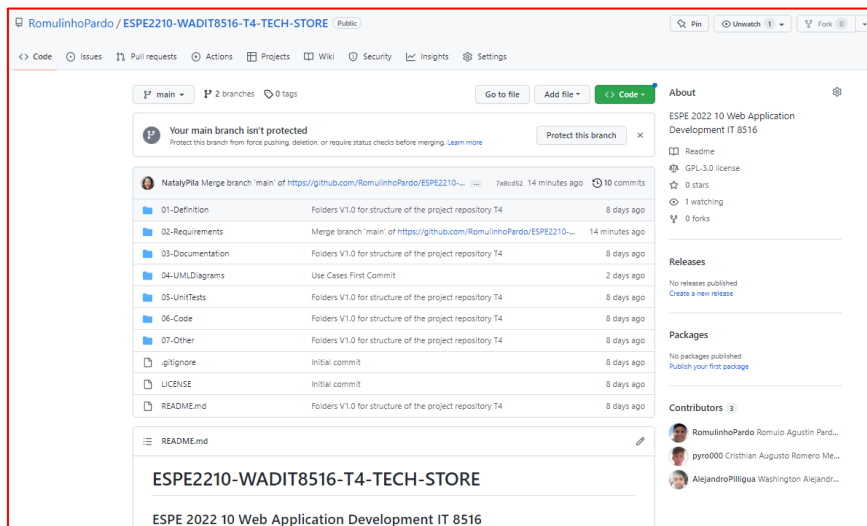 RomulinhoPardo / ESPE2210-WADIT8516-T4-TECH-STORE Public
Pin Unwatch 1 Fork 0
Code Issues Pull requests Actions Projects Wiki Security Insights Settings
main 2 branches 0 tags Go to file Add file Code
Your main branch isn't protected
Protect this branch from force pushing, deletion, or require status checks before merging. Learn more
Protect this branch
NatalyPila Merge branch 'main' of https://github.com/RomulinhoPardo/ESPE2210-... ... 7a8cd52 14 minutes ago 10 commits
01-Definition Folders V1.0 for structure of the project repository T4 8 days ago
02-Requirements Merge branch 'main' of https://github.com/RomulinhoPardo/ESPE2210-... 14 minutes ago
03-Documentation Folders V1.0 for structure of the project repository T4 8 days ago
04-UMLDiagrams Use Cases First Commit 2 days ago
05-UnitTests Folders V1.0 for structure of the project repository T4 8 days ago
06-Code Folders V1.0 for structure of the project repository T4 8 days ago
07-Other Folders V1.0 for structure of the project repository T4 8 days ago
.gitignore Initial commit 8 days ago
LICENSE Initial commit 8 days ago
README.md Folders V1.0 for structure of the project repository T4 8 days ago
README.md
ESPE2210-WADIT8516-T4-TECH-STORE
ESPE 2022 10 Web Application Development IT 8516
About
ESPE 2022 10 Web Application
Development IT 8516
Readme
GPL-3.0 license
0 stars
1 watching
0 forks
Releases
No releases published
Create a new release
Packages
No packages published
Publish your first package
Contributors 3
RomulinhoPardo Romulo Agustin Pard...
pyro000 Cristhian Augusto Romero Me...
AlejandroPilligua Washington Alejandr...